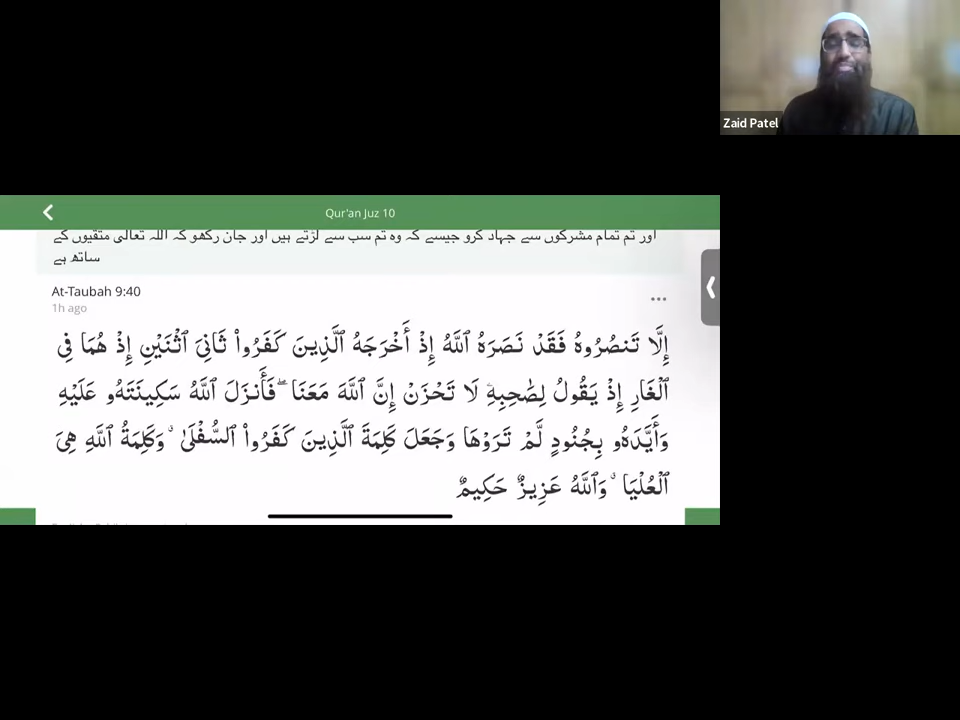 Zaid Patel
Qur'an Juz 10
اور تم تمام مشرکوں سے جہاد کرو جیسے کہ وہ تم سب سے لڑتے ہیں اور جان رکھو کہ اللہ تعالی متقیوں کے
ساتھ ہے
At-Taubah 9:40
1h ago
إِلَّا تَنصُرُوهُ فَقَدْ نَصَرَهُ ٱللَّهُ إِذْ أَخْرَجَهُ ٱلَّذِينَ كَفَرُوا۟ ثَانِىَ ٱثْنَيْنِ إِذْ هُمَا فِى
ٱلْغَارِ إِذْ يَقُولُ لِصَٰحِبِهِۦ لَا تَحْزَنْ إِنَّ ٱللَّهَ مَعَنَا ۖ فَأَنزَلَ ٱللَّهُ سَكِينَتَهُۥ عَلَيْهِ
وَأَيَّدَهُۥ بِجُنُودٍ لَّمْ تَرَوْهَا وَجَعَلَ كَلِمَةَ ٱلَّذِينَ كَفَرُوا۟ ٱلسُّفْلَىٰ ۗ وَكَلِمَةُ ٱللَّهِ هِىَ
ٱلْعُلْيَا ۗ وَٱللَّهُ عَزِيزٌ حَكِيمٌ